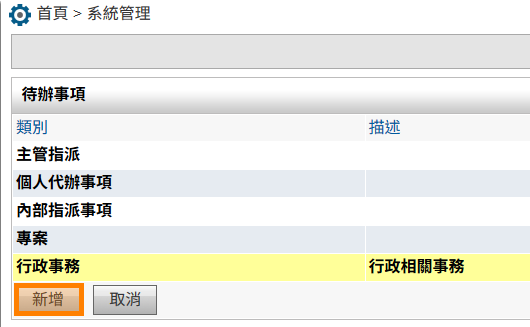 首頁 > 系統管理
待辦事項
類別 描述
主管指派
個人代辦事項
內部指派事項
專案
行政事務 行政相關事務
新增 取消